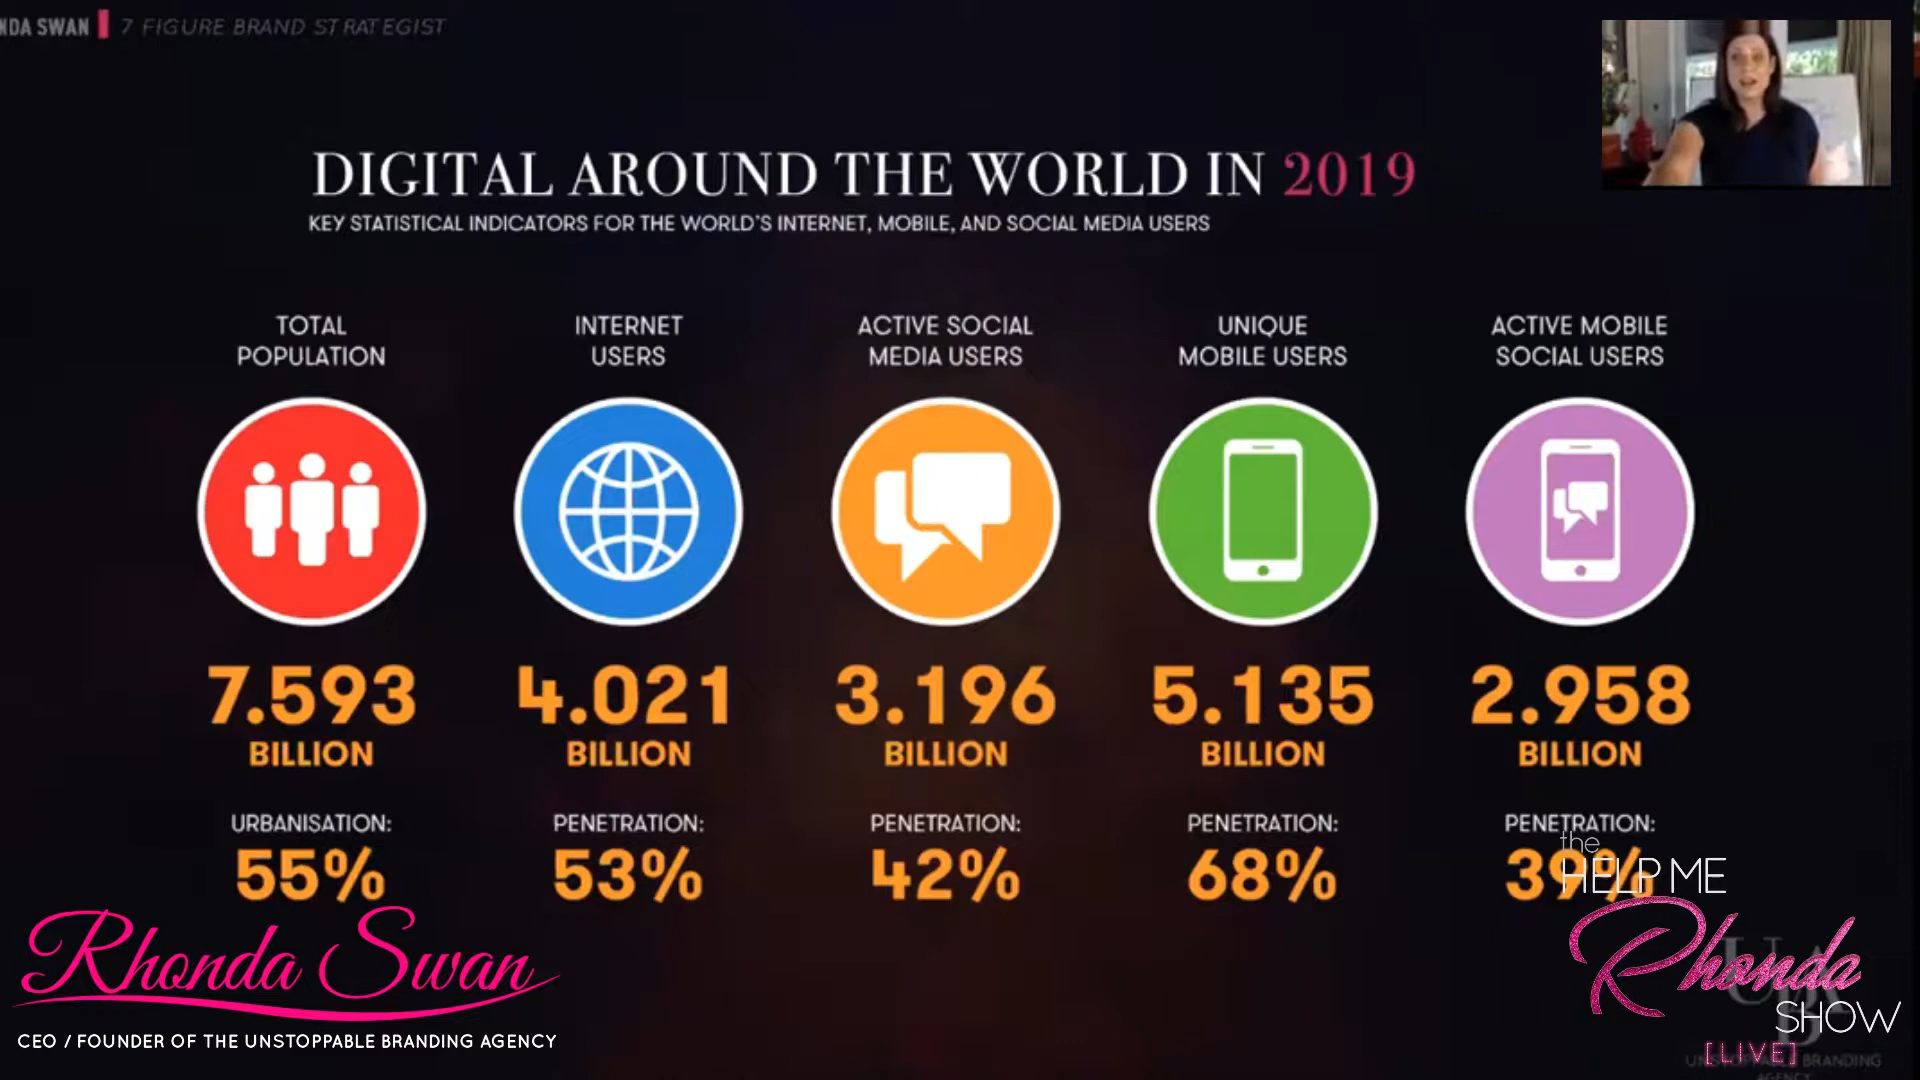 NDA SWAN 7 FIGURE BRAND STRATEGIST
DIGITAL AROUND THE WORLD IN 2019
KEY STATISTICAL INDICATORS FOR THE WORLD'S INTERNET, MOBILE, AND SOCIAL MEDIA USERS
TOTAL
POPULATION
7.593
BILLION
URBANISATION:
55%
INTERNET
USERS
4.021
BILLION
PENETRATION:
53%
ACTIVE SOCIAL
MEDIA USERS
3.196
BILLION
PENETRATION:
42%
UNIQUE
MOBILE USERS
5.135
BILLION
PENETRATION:
68%
ACTIVE MOBILE
SOCIAL USERS
2.958
BILLION
PENETRATION:
39%
Rhonda Swan
CEO / FOUNDER OF THE UNSTOPPABLE BRANDING AGENCY
the
HELP ME
Rhonda
SHOW
[LIVE]
BRANDING
AGENCY